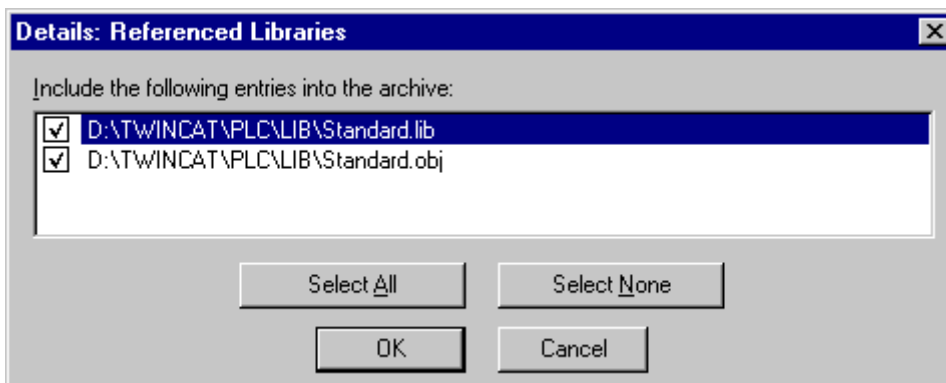 Details: Referenced Libraries
Include the following entries into the archive:
D:\TWINCAT\PLC\LIB\Standard.lib
D:\TWINCAT\PLC\LIB\Standard.obj
Select All Select None
OK Cancel